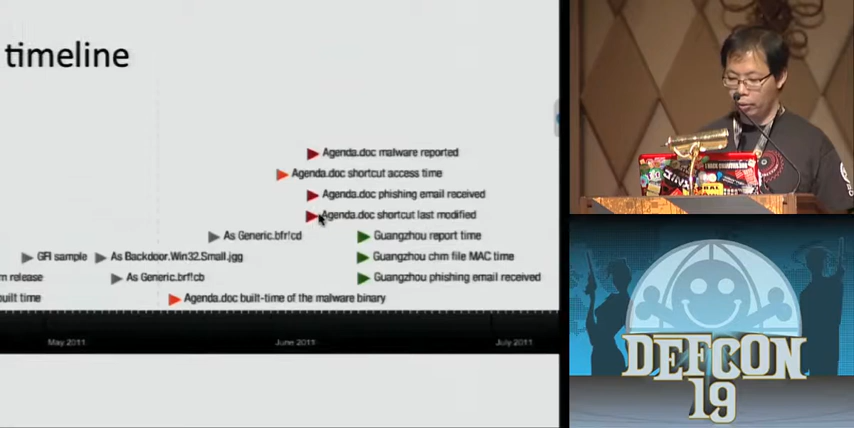 timeline
Agenda.doc malware reported
Agenda.doc shortcut access time
Agenda.doc phishing email received
Agenda.doc shortcut last modified
As Generic.bfr!cd
Guangzhou report time
GFI sample
As Backdoor.Win32.Small.jgg
Guangzhou chm file MAC time
release
As Generic.brf!cb
Guangzhou phishing email received
built time
Agenda.doc built-time of the malware binary
May 2011
June 2011
July 2011
DEFCON
19